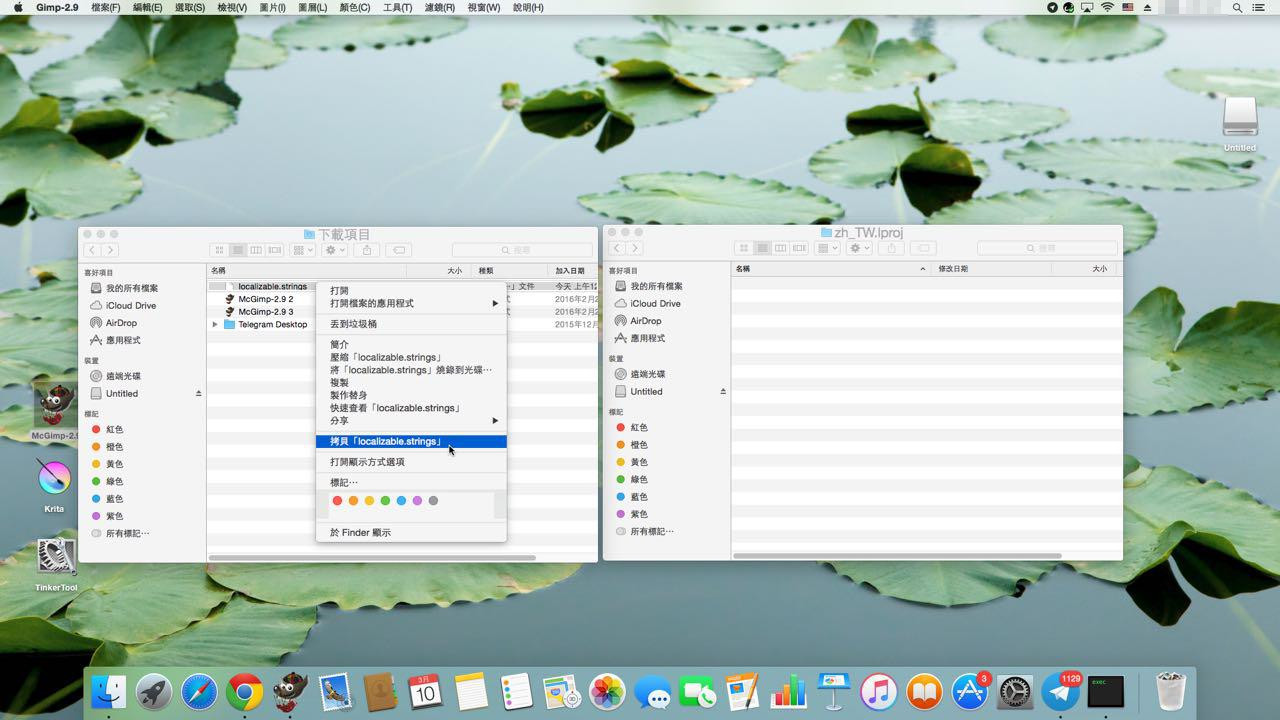 Gimp-2.9 檔案(F) 編輯(E) 選取(S) 檢視(V) 圖片(I) 圖層(L) 顏色(C) 工具(T) 濾鏡(R) 視窗(W) 說明(H)
Untitled
McGimp-2.9
Krita
TinkerTool
下載項目
搜尋
喜好項目
我的所有檔案
iCloud Drive
AirDrop
應用程式
裝置
遠端光碟
Untitled
標記
紅色
橙色
黃色
綠色
藍色
紫色
所有標記⋯
名稱 大小 種類 加入日期
localizable.strings 文件 今天 上午12
McGimp-2.9 2 2016年2月2
McGimp-2.9 3 2016年2月2
Telegram Desktop 2015年12月
打開
打開檔案的應用程式
丟到垃圾桶
簡介
壓縮「localizable.strings」
將「localizable.strings」燒錄到光碟⋯
複製
製作替身
快速查看「localizable.strings」
分享
拷貝「localizable.strings」
打開顯示方式選項
標記⋯
於 Finder 顯示
zh_TW.lproj
搜尋
喜好項目
我的所有檔案
iCloud Drive
AirDrop
應用程式
裝置
遠端光碟
Untitled
標記
紅色
橙色
黃色
綠色
藍色
紫色
所有標記⋯
名稱 修改日期 大小
3月
10
3
1129
exec